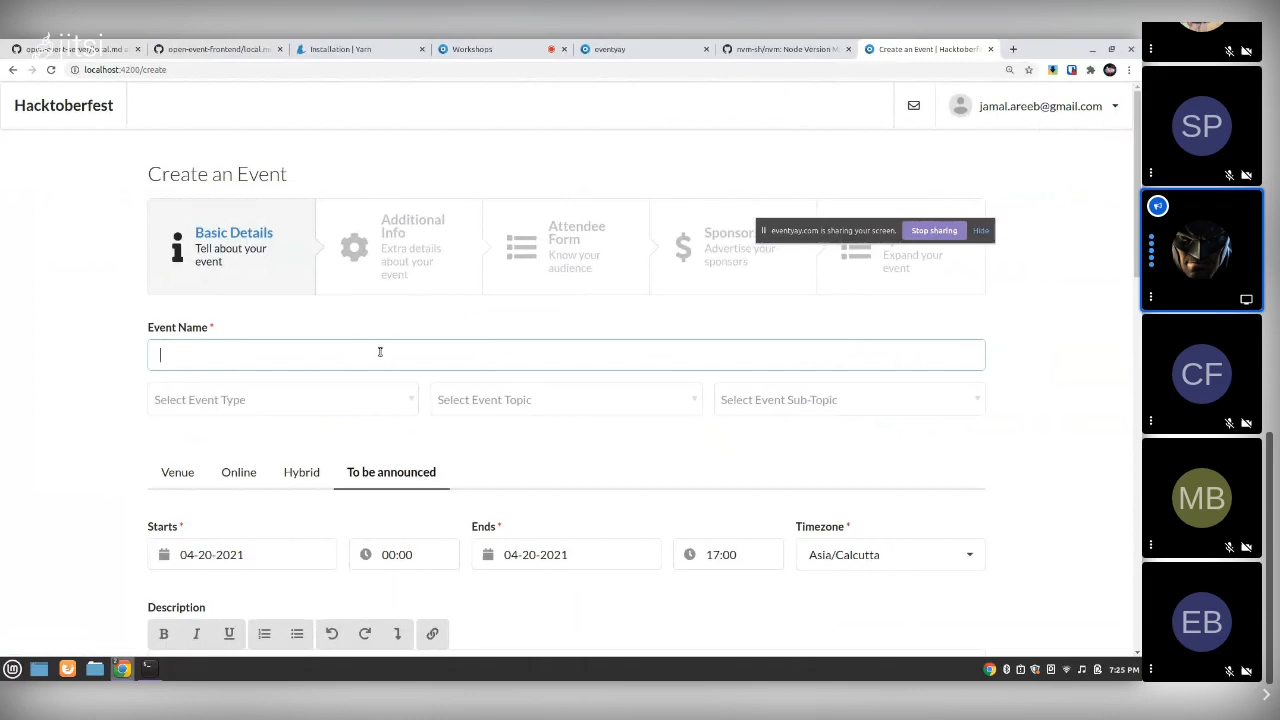 jitsi
open-event-frontend/local.md
Installation | Yarn
Workshops
eventyay
nvm-sh/nvm: Node Version M
Create an Event | Hacktoberf
localhost:4200/create
Hacktoberfest
jamal.areeb@gmail.com
Create an Event
Basic Details
Tell about your
event
Additional
Info
Extra details
about your
event
Attendee
Form
Know your
audience.
Sponsors
Advertise your
sponsors
Expand your
event
eventyay.com is sharing your screen.
Stop sharing
Hide
Event Name *
Select Event Type
Select Event Topic
Select Event Sub-Topic
Venue
Online
Hybrid
To be announced
Starts *
Ends *
Timezone *
04-20-2021
00:00
04-20-2021
17:00
Asia/Calcutta
Description
B
I
U
7:25 PM
SP
CF
MB
EB